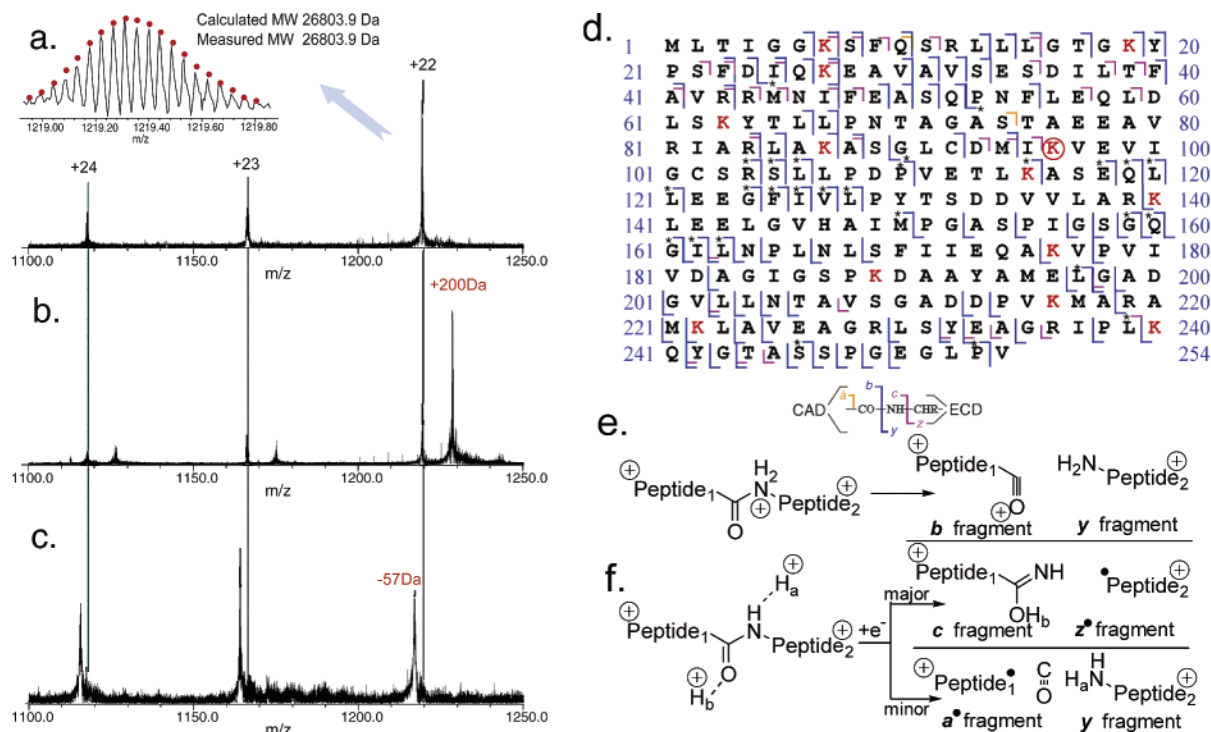 a.
Calculated MW 26803.9 Da
Measured MW 26803.9 Da
1219.00 1219.20 1219.40 1219.60 1219.80
m/z
+24
+23
+22
1100.0 1150.0 1200.0 1250.0
m/z
b.
+200Da
1100.0 1150.0 1200.0 1250.0
m/z
c.
-57Da
1100.0 1150.0 1200.0 1250.0
m/z
d.
1 M L T I G G K S F Q S R L L L G T G K Y 20
21 P S F D I Q K E A V A V S E S D I L T F 40
41 A V R R M N I F E A S Q P N F L E Q L D 60
61 L S K Y T L L P N T A G A S T A E E A V 80
81 R I A R L A K A S G L C D M I K V E V I 100
101 G C S R S L L P D P V E T L K A S E Q L 120
121 L E E G F I V L P Y T S D D V V L A R K 140
141 L E E L G V H A I M P G A S P I G S G Q 160
161 G I L N P L N L S F I I E Q A K V P V I 180
181 V D A G I G S P K D A A Y A M E L G A D 200
201 G V L L N T A V S G A D D P V K M A R A 220
221 M K L A V E A G R L S Y E A G R I P L K 240
241 Q Y G T A S S P G E G L P V 254
CAD a CO b y NH c z CHR ECD
e.
Peptide1 O NH2 Peptide2
Peptide1 O H2N Peptide2
b fragment y fragment
f.
Peptide1 O Hb N H Ha Peptide2
+e-
major
Peptide1 NH OHb •Peptide2
c fragment z• fragment
minor
Peptide1• C≡O HaN H Peptide2
a• fragment y fragment